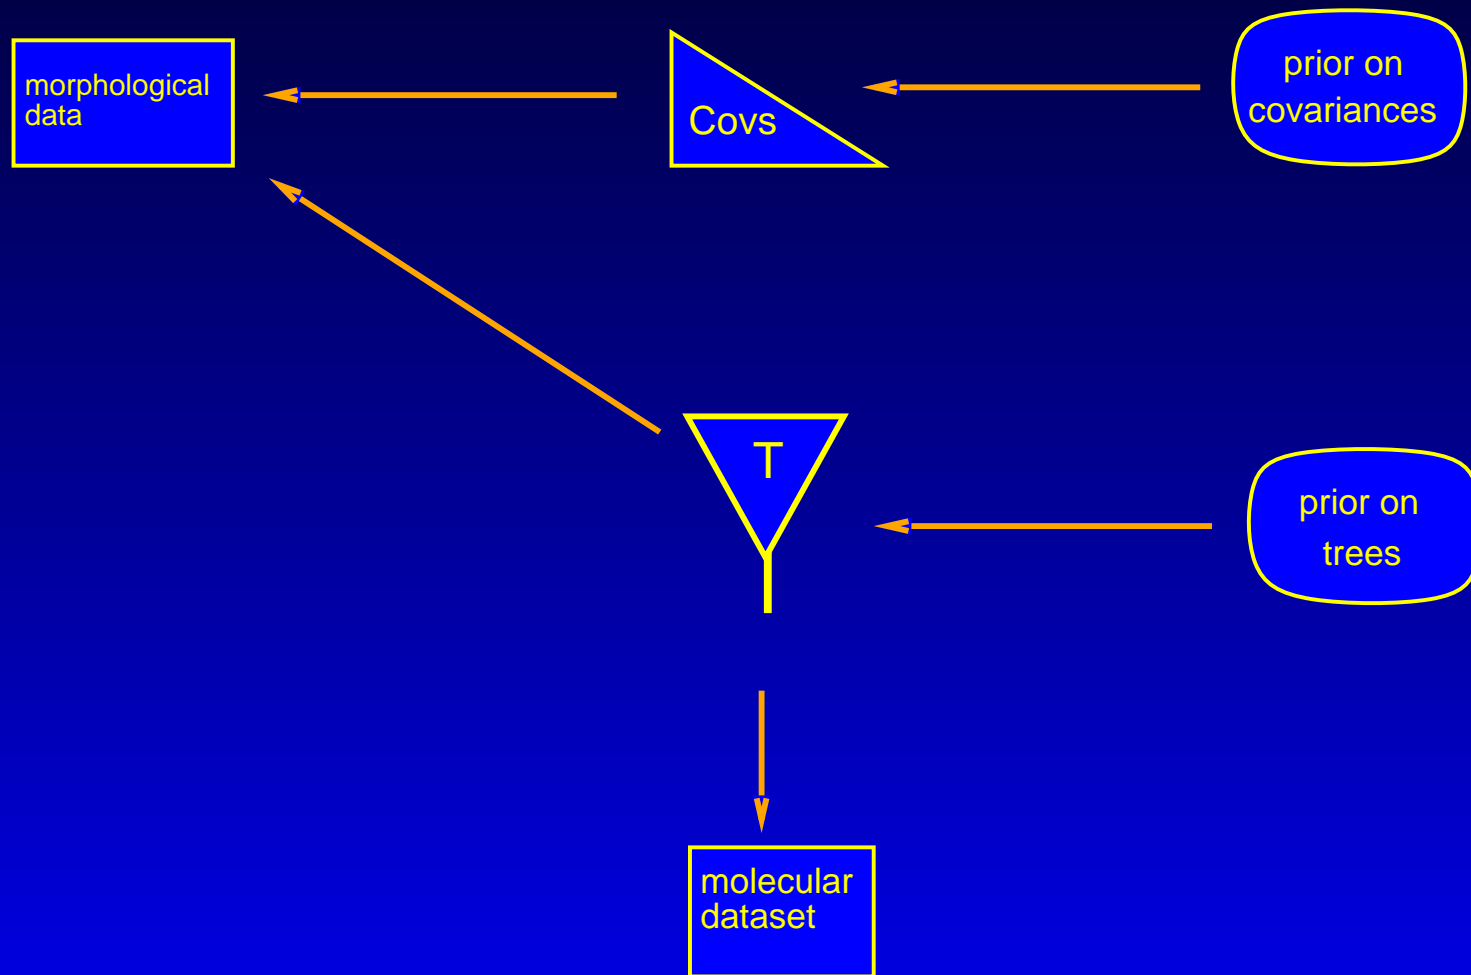 morphological
data
Covs
prior on
covariances
T
prior on
trees
molecular
dataset